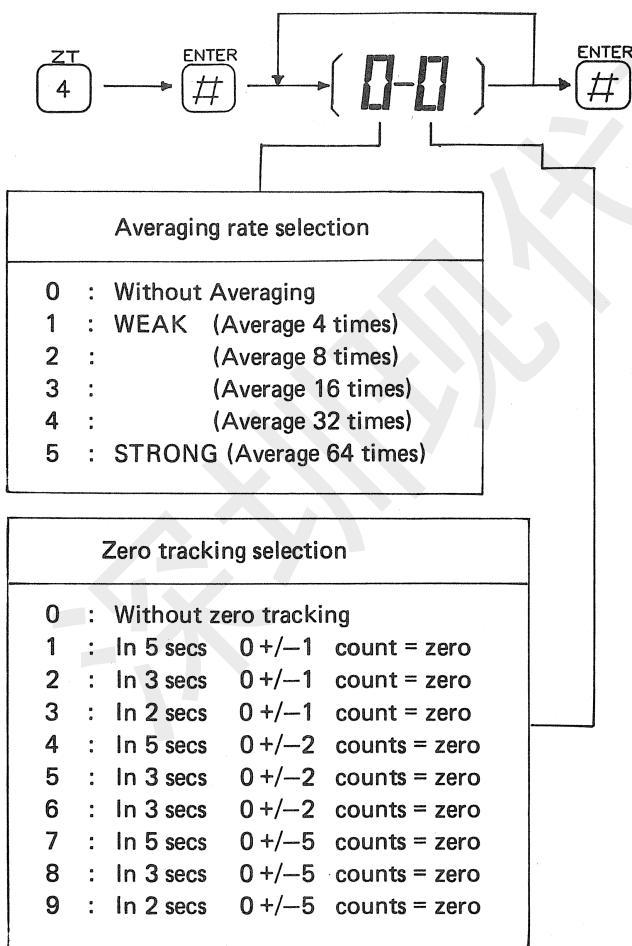 ZT ENTER ENTER
4 # ( 0-0 ) #
Averaging rate selection
0 : Without Averaging
1 : WEAK (Average 4 times)
2 : (Average 8 times)
3 : (Average 16 times)
4 : (Average 32 times)
5 : STRONG (Average 64 times)
Zero tracking selection
0 : Without zero tracking
1 : In 5 secs 0 +/−1 count = zero
2 : In 3 secs 0 +/−1 count = zero
3 : In 2 secs 0 +/−1 count = zero
4 : In 5 secs 0 +/−2 counts = zero
5 : In 3 secs 0 +/−2 counts = zero
6 : In 3 secs 0 +/−2 counts = zero
7 : In 5 secs 0 +/−5 counts = zero
8 : In 3 secs 0 +/−5 counts = zero
9 : In 2 secs 0 +/−5 counts = zero
深圳现代